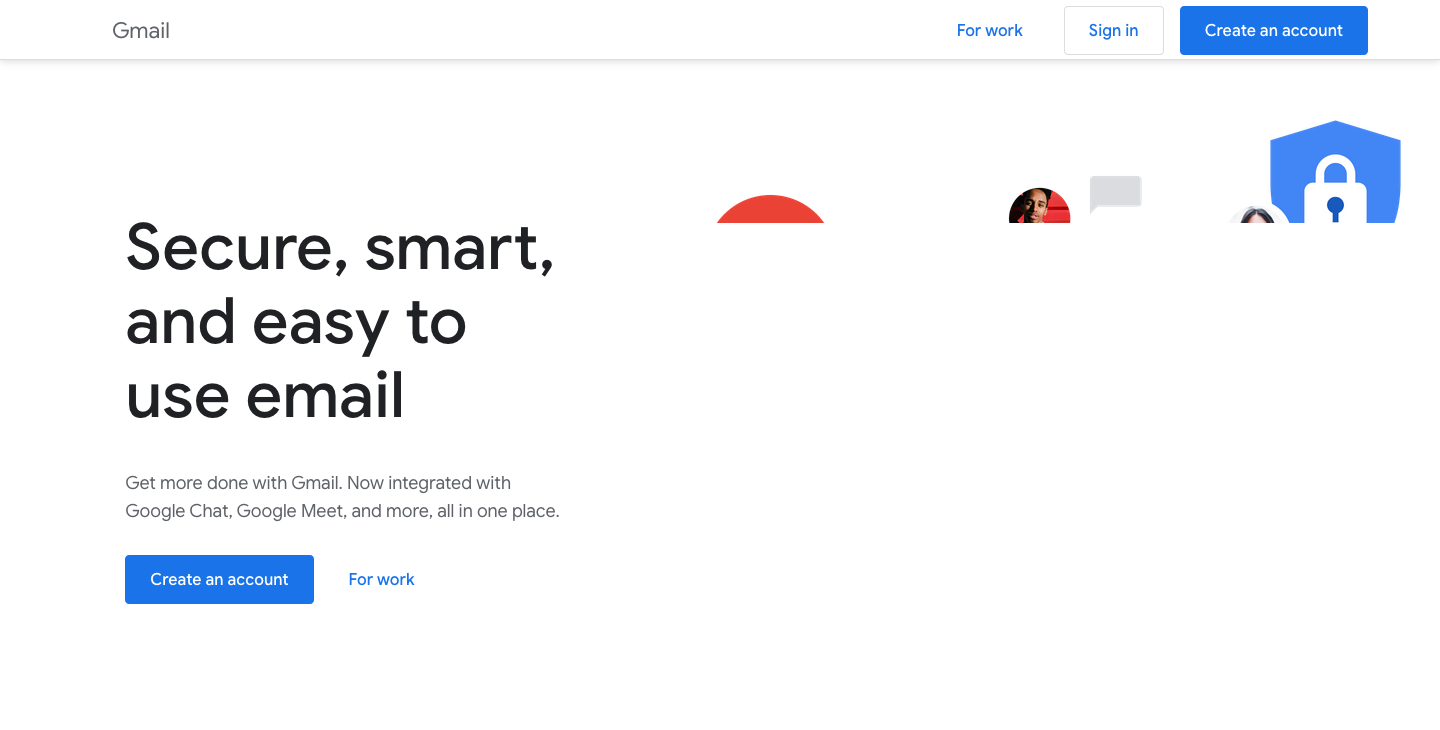 Gmail
For work
Sign in
Create an account
Secure, smart,
and easy to
use email
Get more done with Gmail. Now integrated with
Google Chat, Google Meet, and more, all in one place.
Create an account
For work